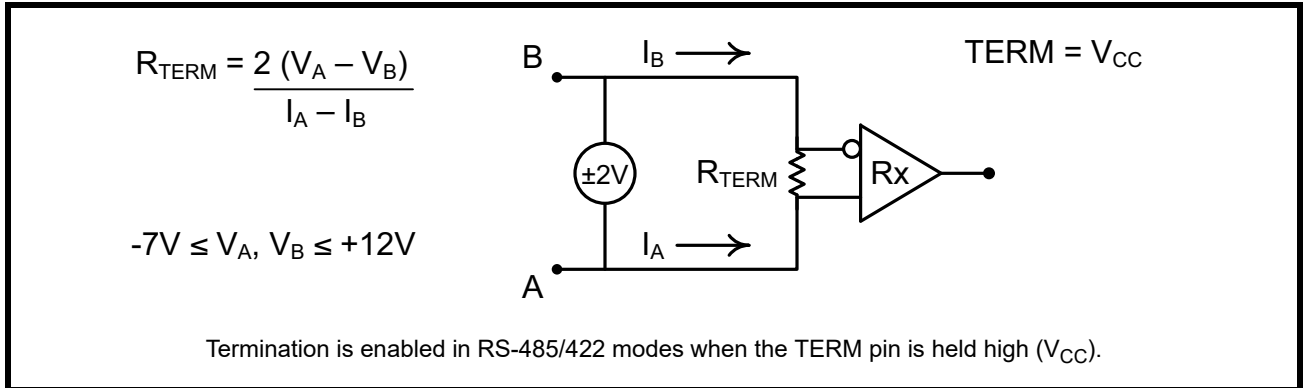 R_TERM = 2 (V_A – V_B)
I_A – I_B
B
I_B
TERM = V_CC
±2V
R_TERM
Rx
-7V ≤ V_A, V_B ≤ +12V
I_A
A
Termination is enabled in RS-485/422 modes when the TERM pin is held high (V_CC).